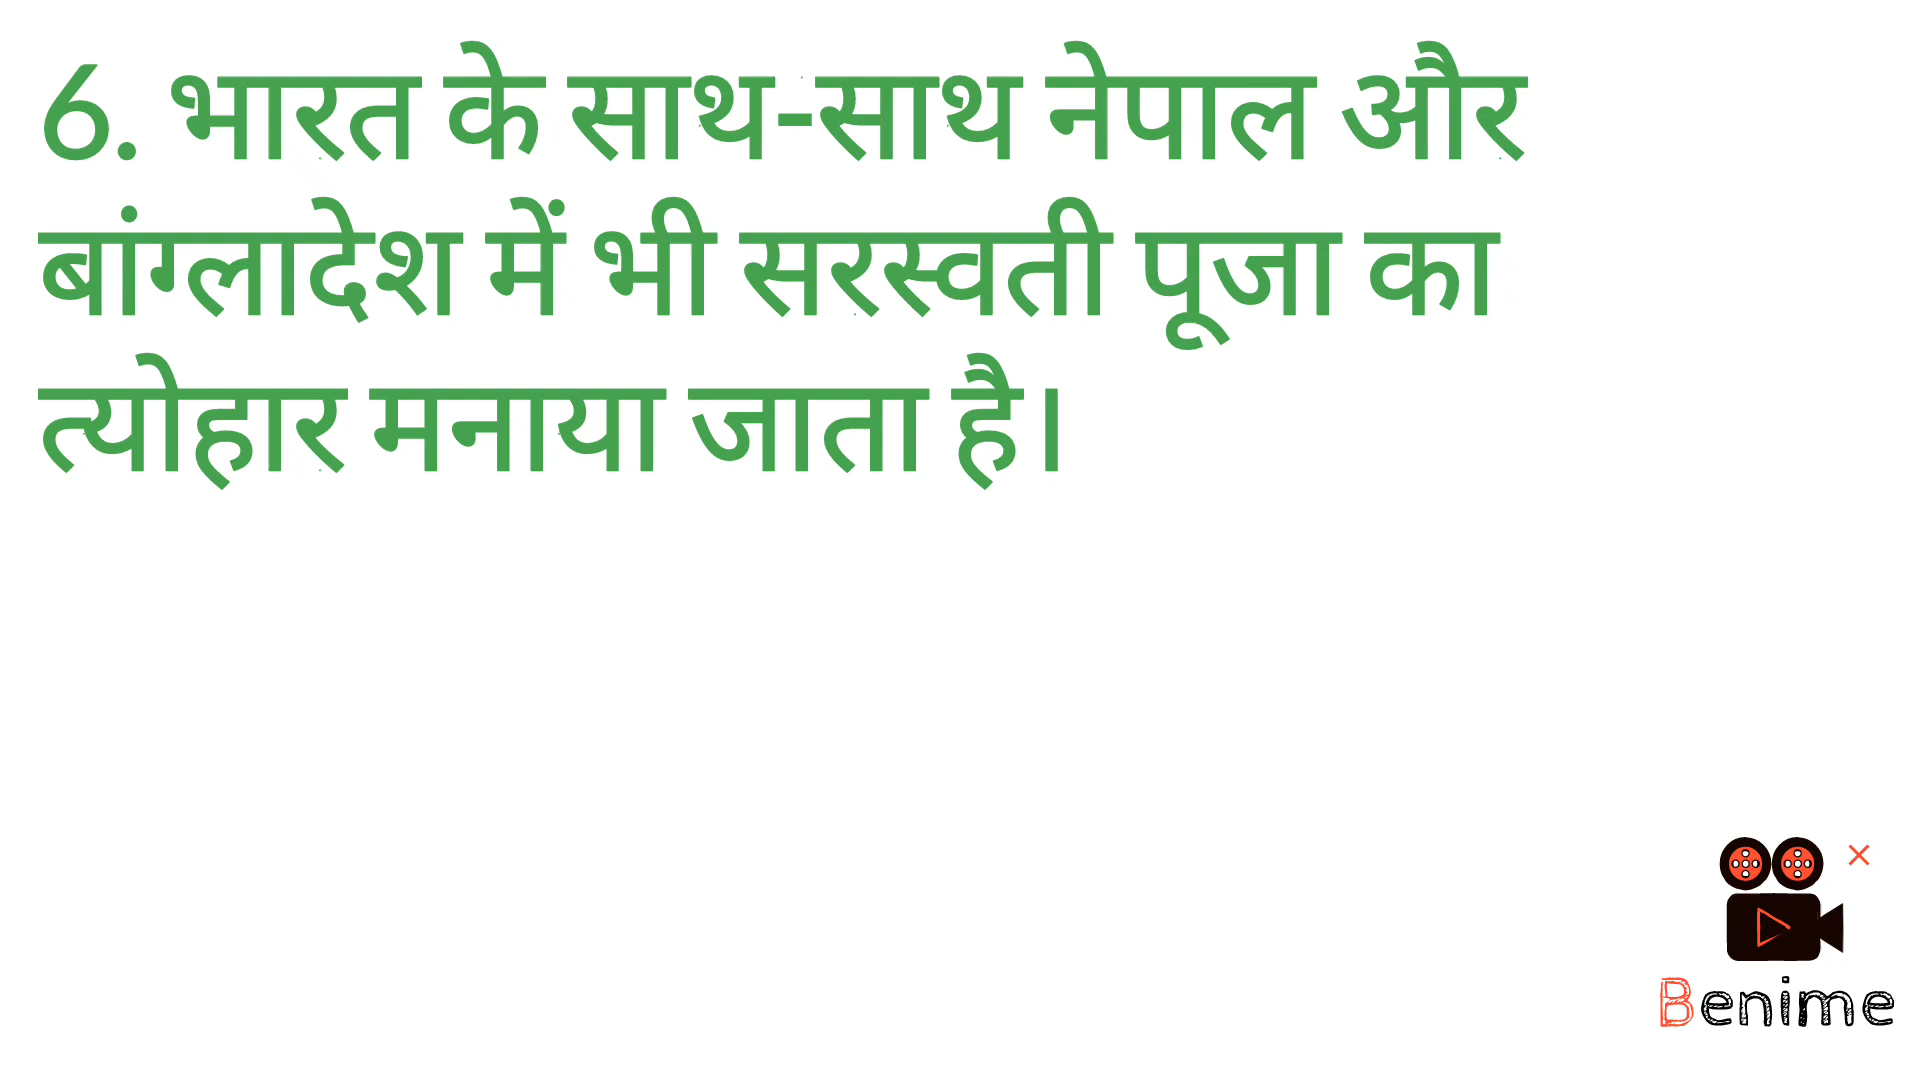 6. भारत के साथ-साथ नेपाल और
बांग्लादेश में भी सरस्वती पूजा का
त्योहार मनाया जाता है।
Benime